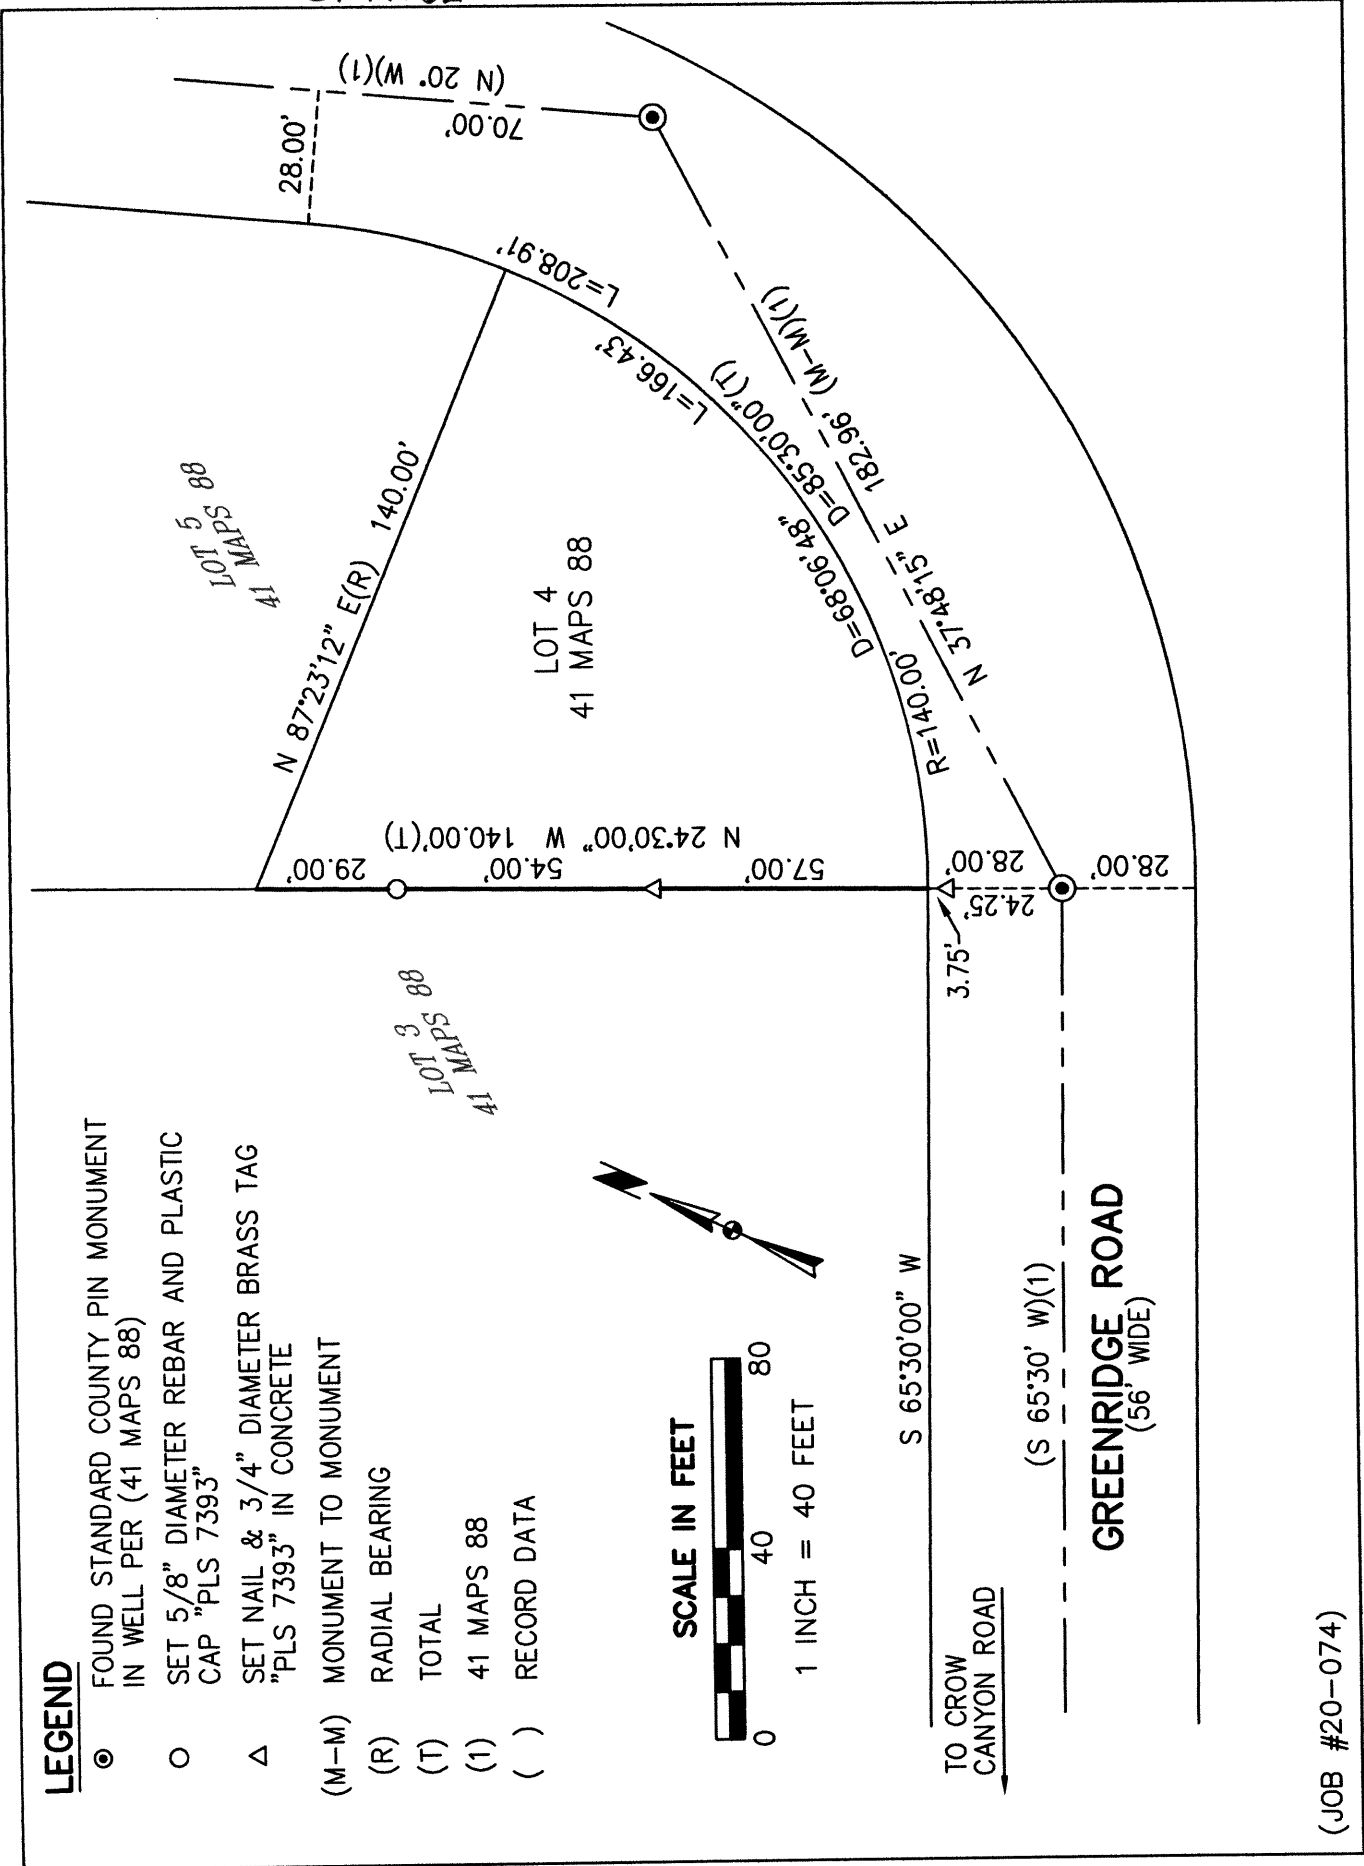 LEGEND
FOUND STANDARD COUNTY PIN MONUMENT
IN WELL PER (41 MAPS 88)
SET 5/8" DIAMETER REBAR AND PLASTIC
CAP "PLS 7393"
SET NAIL & 3/4" DIAMETER BRASS TAG
"PLS 7393" IN CONCRETE
(M-M) MONUMENT TO MONUMENT
(R) RADIAL BEARING
(T) TOTAL
(1) 41 MAPS 88
( ) RECORD DATA
SCALE IN FEET
0 40 80
1 INCH = 40 FEET
LOT 3
41 MAPS 88
LOT 5
41 MAPS 88
LOT 4
41 MAPS 88
N 87°23'12" E(R) 140.00'
28.00'
(N 20° W)(1)
70.00'
L=208.91'
L=166.43'
D=85°30'00"(T)
D=68°06'48"
R=140.00'
N 37°48'15" E 182.96' (M-M)(1)
N 24°30'00" W 140.00'(T)
29.00'
54.00'
57.00'
28.00'
24.25'
3.75'
28.00'
S 65°30'00" W
(S 65°30' W)(1)
GREENRIDGE ROAD
(56' WIDE)
TO CROW
CANYON ROAD
(JOB #20-074)